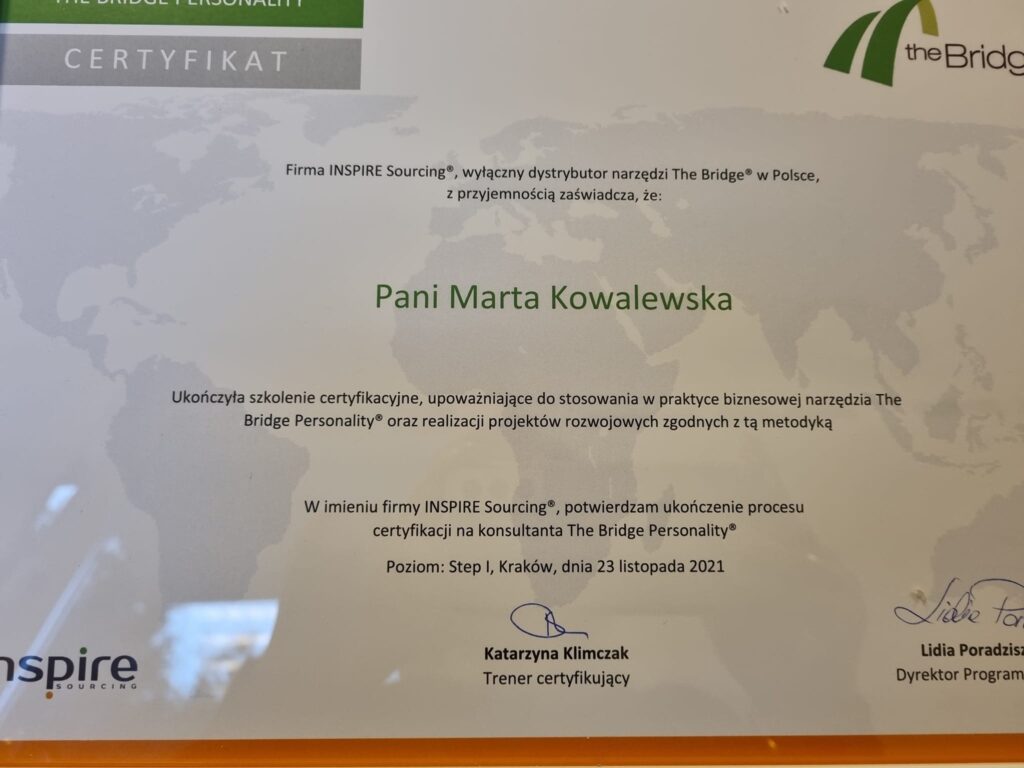 THE BRIDGE PERSONALITY
CERTYFIKAT
the Bridg
Firma INSPIRE Sourcing®, wyłączny dystrybutor narzędzi The Bridge® w Polsce,
z przyjemnością zaświadcza, że:
Pani Marta Kowalewska
Ukończyła szkolenie certyfikacyjne, upoważniające do stosowania w praktyce biznesowej narzędzia The
Bridge Personality® oraz realizacji projektów rozwojowych zgodnych z tą metodyką
W imieniu firmy INSPIRE Sourcing®, potwierdzam ukończenie procesu
certyfikacji na konsultanta The Bridge Personality®
Poziom: Step I, Kraków, dnia 23 listopada 2021
Katarzyna Klimczak
Trener certyfikujący
Lidia Poradzisz
Dyrektor Program
nspire
SOURCING